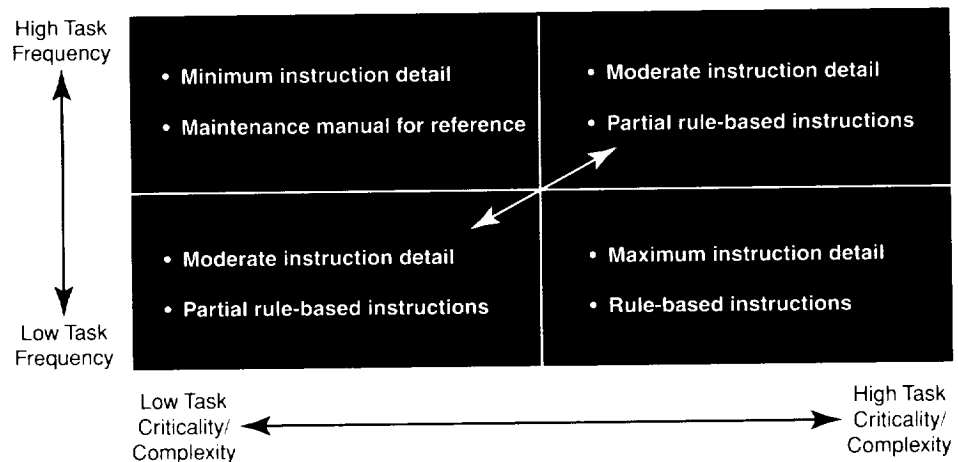 High Task
Frequency
• Minimum instruction detail
• Maintenance manual for reference
• Moderate instruction detail
• Partial rule-based instructions
• Moderate instruction detail
• Partial rule-based instructions
• Maximum instruction detail
• Rule-based instructions
Low Task
Frequency
Low Task
Criticality/
Complexity
High Task
Criticality/
Complexity